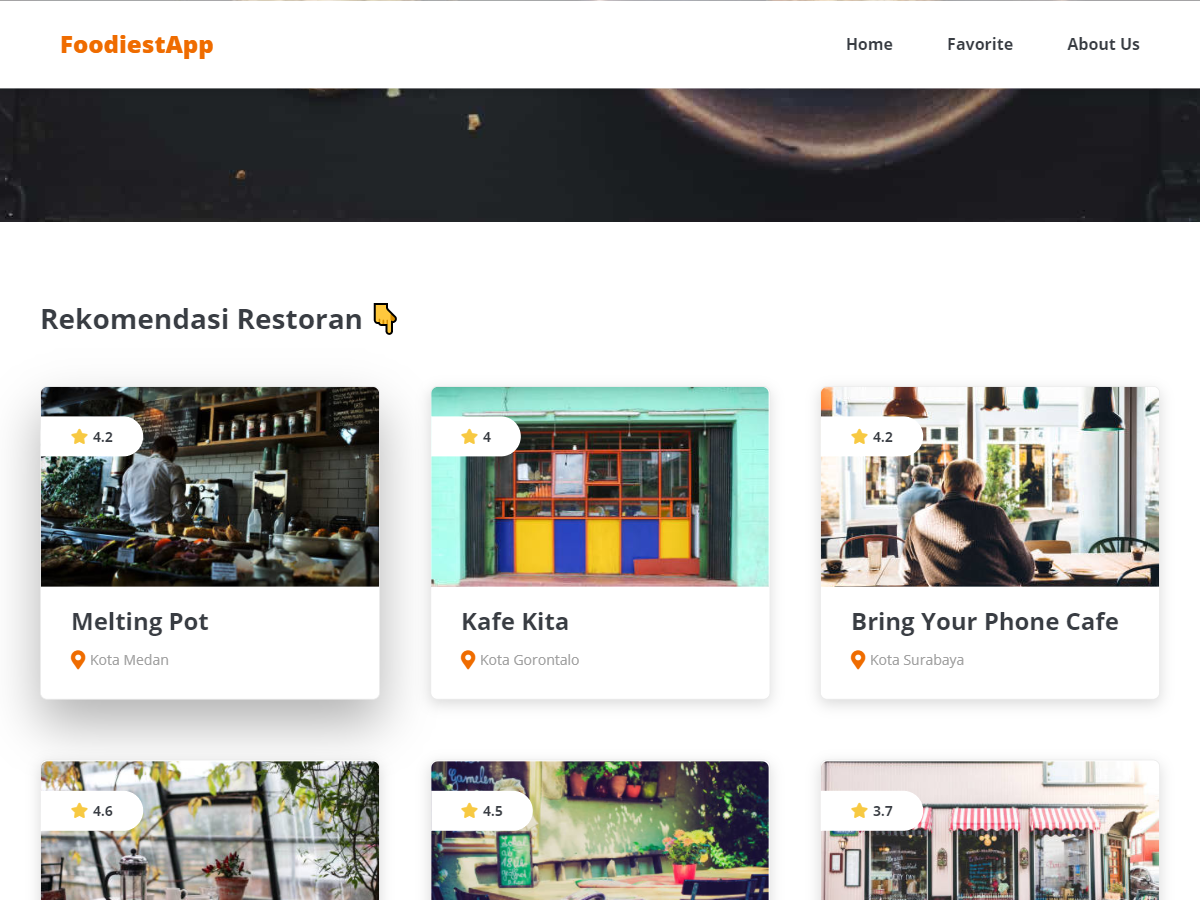 FoodiestApp
Home Favorite About Us
Rekomendasi Restoran
4.2
Melting Pot
Kota Medan
4
Kafe Kita
Kota Gorontalo
4.2
Bring Your Phone Cafe
Kota Surabaya
4.6
Gamelen
4.5
3.7